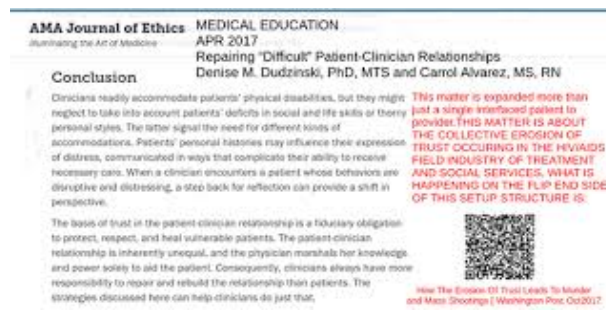 AMA Journal of Ethics
Illuminating the Art of Medicine
MEDICAL EDUCATION
APR 2017
Repairing "Difficult" Patient-Clinician Relationships
Denise M. Dudzinski, PhD, MTS and Carrol Alvarez, MS, RN
Conclusion
Clinicians readily accommodate patients' physical disabilities, but they might
neglect to take into account patients' deficits in social and life skills or thorny
personal styles. The latter signal the need for different kinds of
accommodations. Patients' personal histories may influence their expression
of distress, communicated in ways that complicate their ability to receive
necessary care. When a clinician encounters a patient whose behaviors are
disruptive and distressing, a step back for reflection can provide a shift in
perspective.
The basis of trust in the patient-clinician relationship is a fiduciary obligation
to protect, respect, and heal vulnerable patients. The patient-clinician
relationship is inherently unequal, and the physician marshals her knowledge
and power solely to aid the patient. Consequently, clinicians always have more
responsibility to repair and rebuild the relationship than patients. The
strategies discussed here can help clinicians do just that.
This matter is expanded more than
just a single interfaced patient to
provider.THIS MATTER IS ABOUT
THE COLLECTIVE EROSION OF
TRUST OCCURING IN THE HIV/AIDS
FIELD INDUSTRY OF TREATMENT
AND SOCIAL SERVICES. WHAT IS
HAPPENING ON THE FLIP END SIDE
OF THIS SETUP STRUCTURE IS:
How The Erosion Of Trust Leads To Murder
and Mass Shootings | Washington Post Oct2017